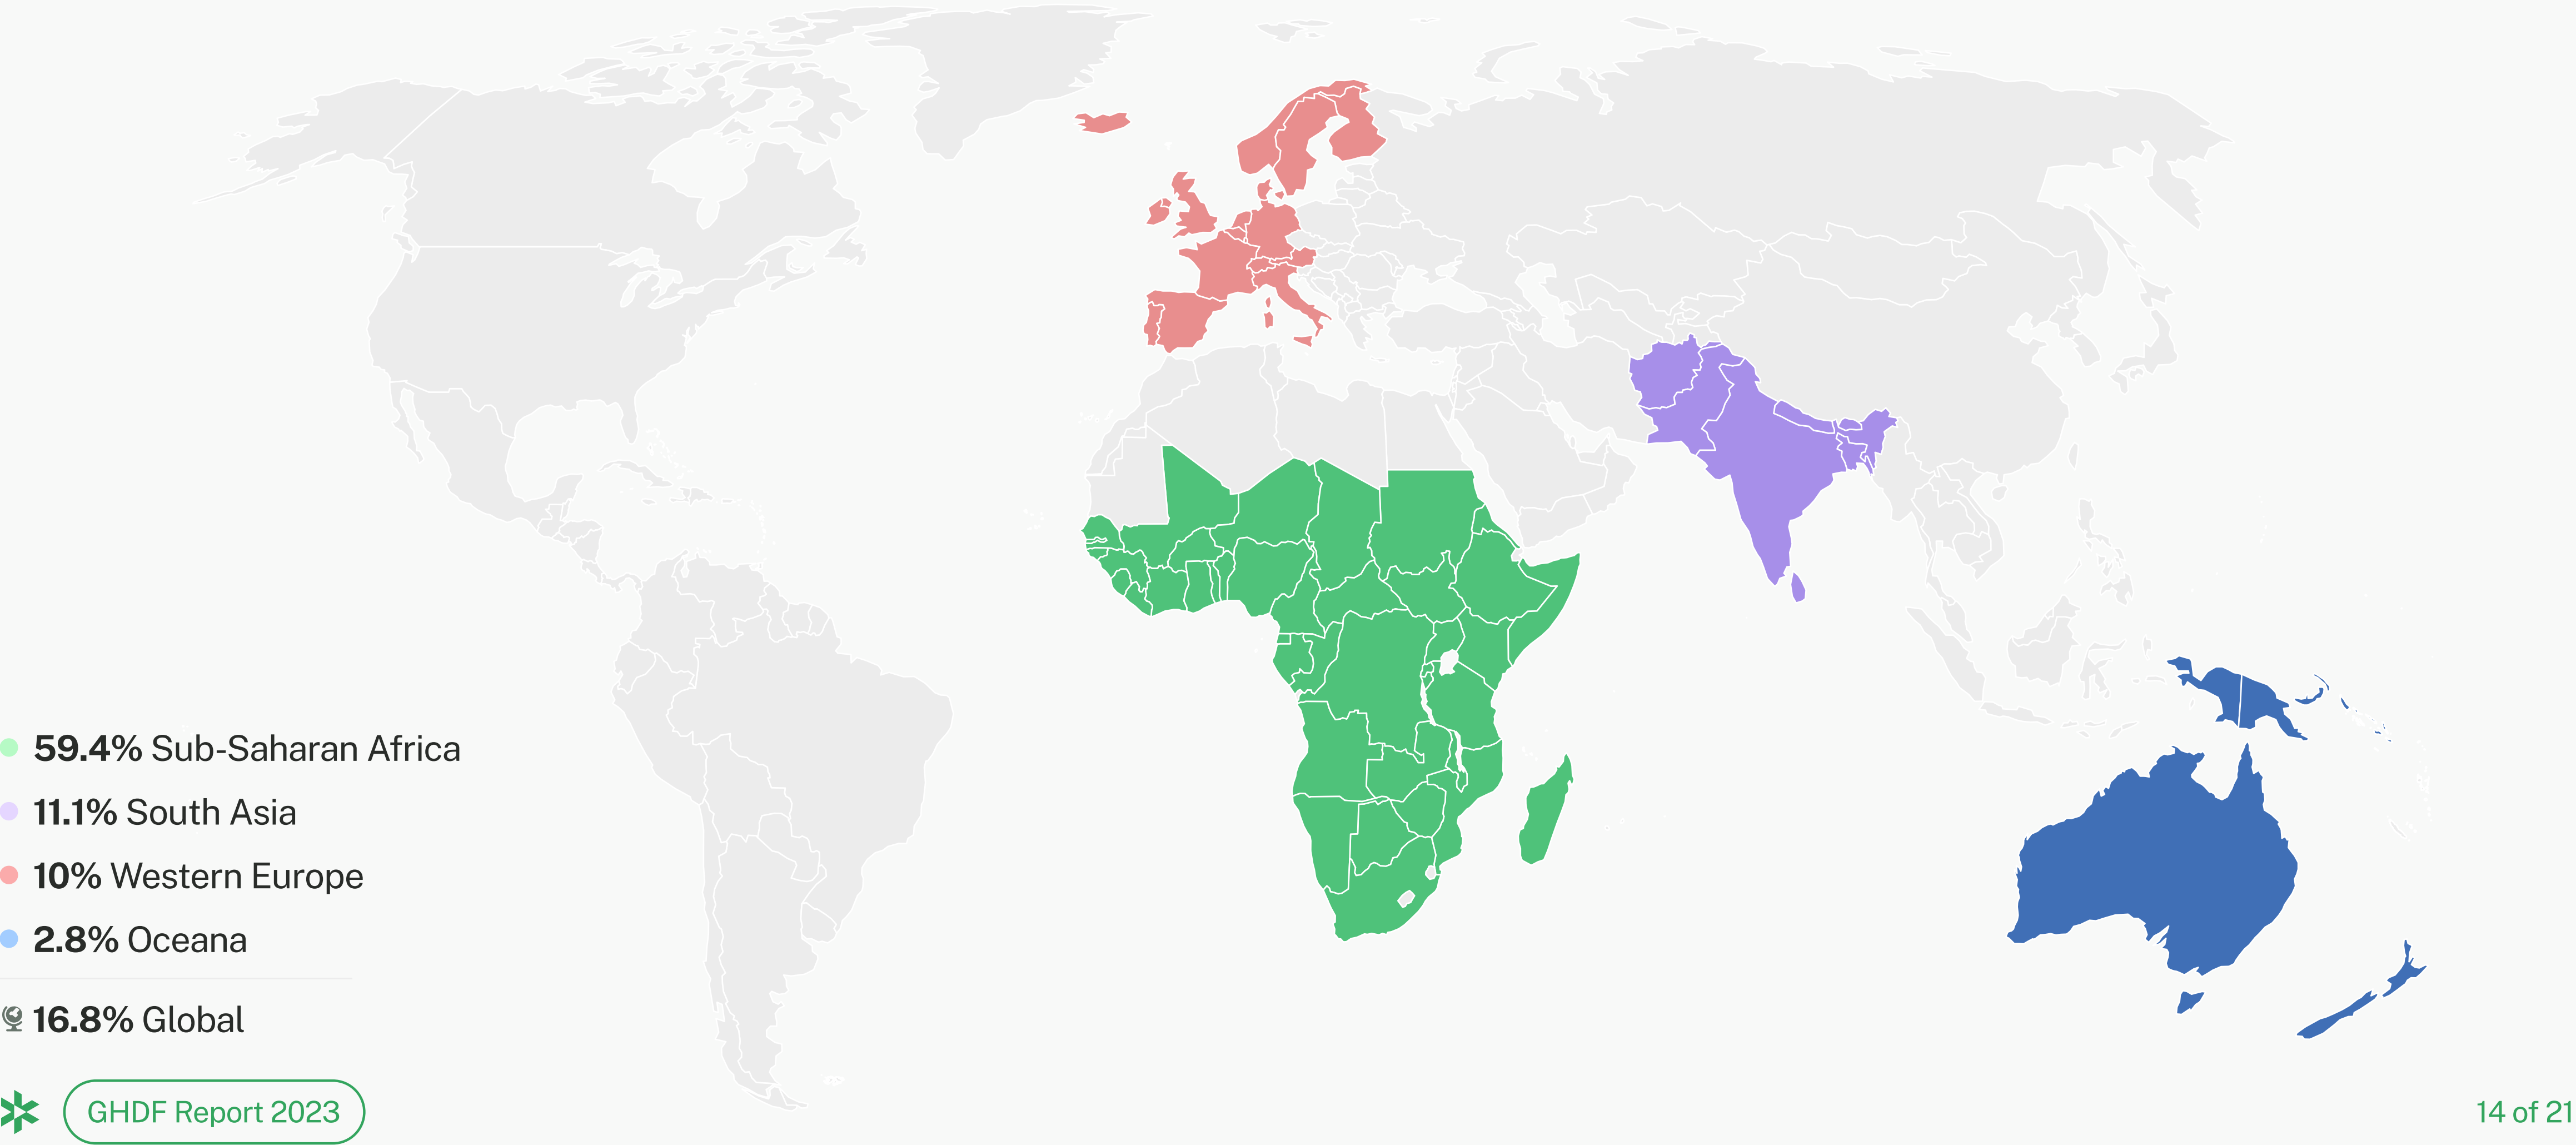 59.4% Sub-Saharan Africa
11.1% South Asia
10% Western Europe
2.8% Oceana
16.8% Global
GHDF Report 2023
14 of 21